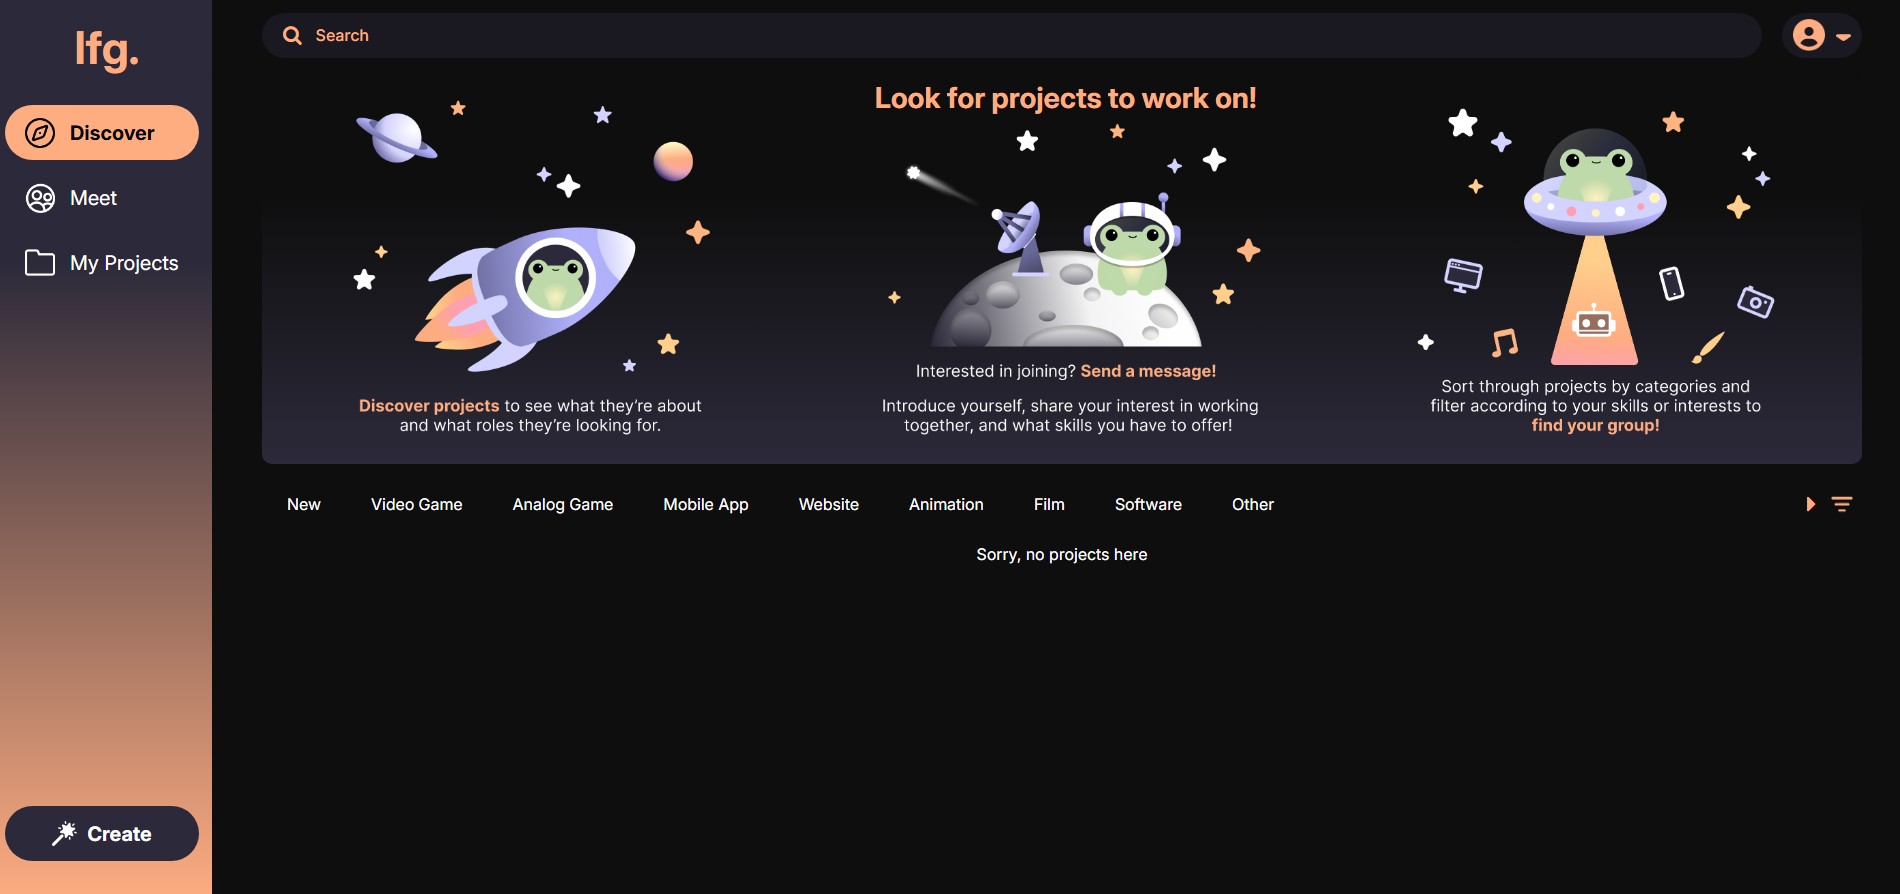 lfg.
Discover
Meet
My Projects
Create
Search
Look for projects to work on!
Discover projects to see what they're about
and what roles they're looking for.
Interested in joining? Send a message!
Introduce yourself, share your interest in working
together, and what skills you have to offer!
Sort through projects by categories and
filter according to your skills or interests to
find your group!
New Video Game Analog Game Mobile App Website Animation Film Software Other
Sorry, no projects here